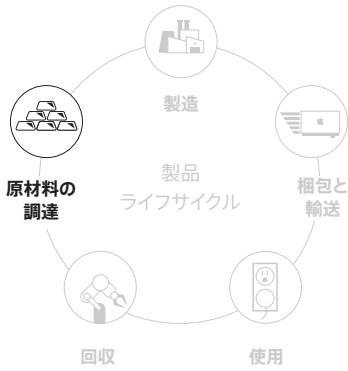 製造
原材料の
調達
製品
ライフサイクル
梱包と
輸送
回収
使用